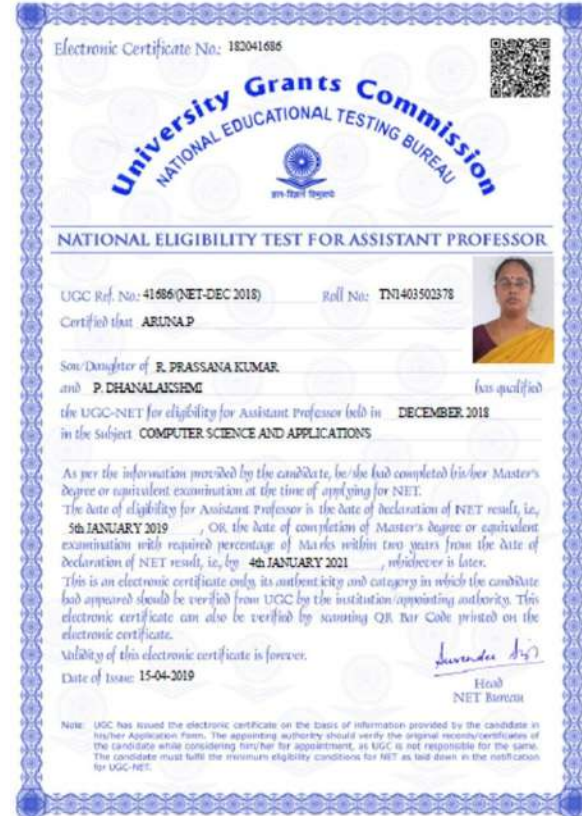 Electronic Certificate No.: 182041686
University Grants Commission
NATIONAL EDUCATIONAL TESTING BUREAU
ज्ञान-विज्ञानं विमुक्तये
NATIONAL ELIGIBILITY TEST FOR ASSISTANT PROFESSOR
UGC Ref. No.: 41686/(NET-DEC 2018) Roll No: TN1403502378
Certified that ARUNA.P
Son/Daughter of R. PRASSANA KUMAR
and P. DHANALAKSHMI has qualified
the UGC-NET for eligibility for Assistant Professor held in DECEMBER 2018
in the Subject COMPUTER SCIENCE AND APPLICATIONS
As per the information provided by the candidate, he/she had completed his/her Master's
degree or equivalent examination at the time of applying for NET.
The date of eligibility for Assistant Professor is the date of declaration of NET result, i.e.,
5th JANUARY 2019 , OR the date of completion of Master's degree or equivalent
examination with required percentage of Marks within two years from the date of
declaration of NET result, i.e, by 4th JANUARY 2021 , whichever is later.
This is an electronic certificate only, its authenticity and category in which the candidate
had appeared should be verified from UGC by the institution/appointing authority. This
electronic certificate can also be verified by scanning QR Bar Code printed on the
electronic certificate.
Validity of this electronic certificate is forever.
Date of Issue: 15-04-2019
Head
NET Bureau
Note: UGC has issued the electronic certificate on the basis of information provided by the candidate in
his/her Application Form. The appointing authority should verify the original records/certificates of
the candidate while considering him/her for appointment, as UGC is not responsible for the same.
The candidate must fulfil the minimum eligibility conditions for NET as laid down in the notification
for UGC-NET.